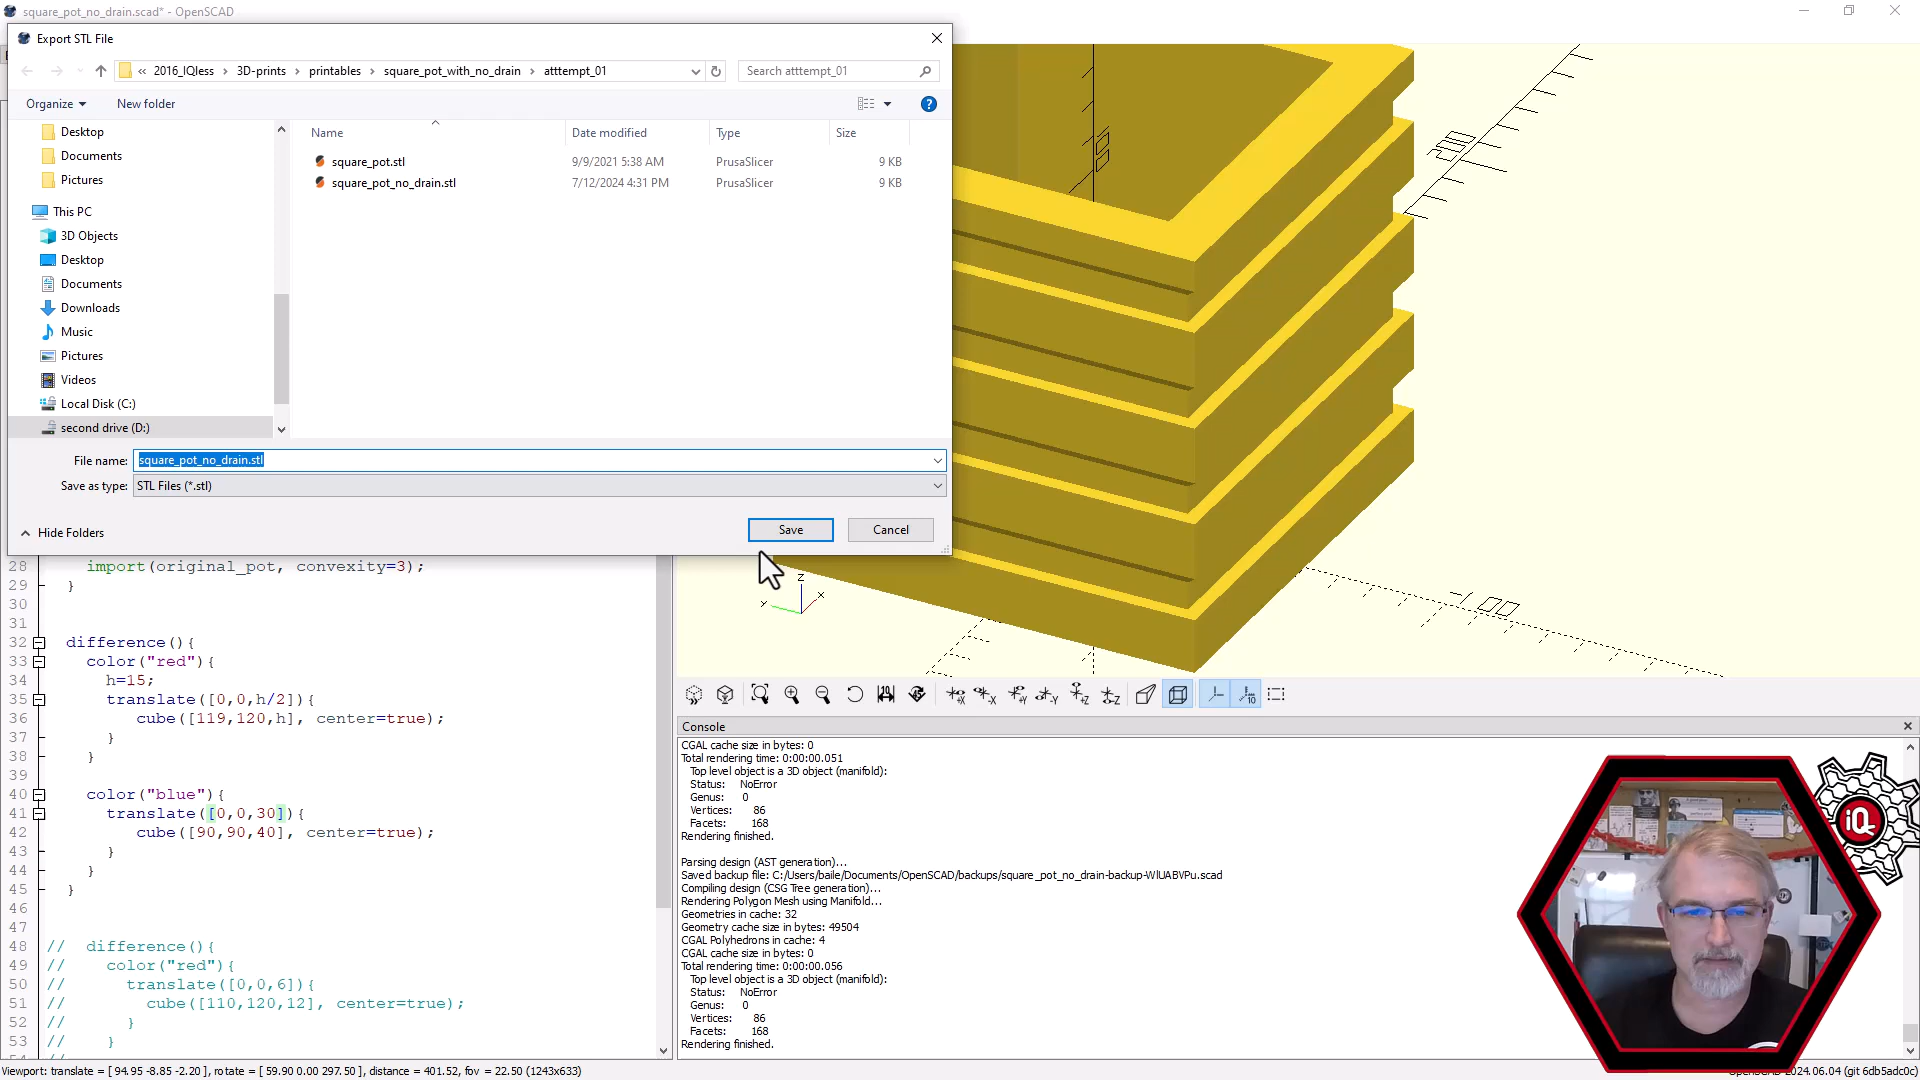 square_pot_no_drain.scad* - OpenSCAD
Export STL File
« 2016_IQless › 3D-prints › printables › square_pot_with_no_drain › atttempt_01
Search atttempt_01
Organize
New folder
Desktop
Documents
Pictures
This PC
3D Objects
Desktop
Documents
Downloads
Music
Pictures
Videos
Local Disk (C:)
second drive (D:)
Name Date modified Type Size
square_pot.stl 9/9/2021 5:38 AM PrusaSlicer 9 KB
square_pot_no_drain.stl 7/12/2024 4:31 PM PrusaSlicer 9 KB
File name: square_pot_no_drain.stl
Save as type: STL Files (*.stl)
Hide Folders
Save
Cancel
28 import(original_pot, convexity=3);
29 }
30
31
32 difference(){
33 color("red"){
34 h=15;
35 translate([0,0,h/2]){
36 cube([119,120,h], center=true);
37 }
38 }
39
40 color("blue"){
41 translate([0,0,30]){
42 cube([90,90,40], center=true);
43 }
44 }
45 }
46
47
48 // difference(){
49 // color("red"){
50 // translate([0,0,6]){
51 // cube([110,120,12], center=true);
52 // }
53 // }
z
x
y
Console
CGAL cache size in bytes: 0
Total rendering time: 0:00:00.051
Top level object is a 3D object (manifold):
Status: NoError
Genus: 0
Vertices: 86
Facets: 168
Rendering finished.
Parsing design (AST generation)...
Saved backup file: C:/Users/baile/Documents/OpenSCAD/backups/square_pot_no_drain-backup-WlUABVPu.scad
Compiling design (CSG Tree generation)...
Rendering Polygon Mesh using Manifold...
Geometries in cache: 32
Geometry cache size in bytes: 49504
CGAL Polyhedrons in cache: 4
CGAL cache size in bytes: 0
Total rendering time: 0:00:00.056
Top level object is a 3D object (manifold):
Status: NoError
Genus: 0
Vertices: 86
Facets: 168
Rendering finished.
iQ
Viewport: translate = [ 94.95 -8.85 -2.20 ], rotate = [ 59.90 0.00 297.50 ], distance = 401.52, fov = 22.50 (1243x633)
OpenSCAD 2024.06.04 (git 6db5adc0c)